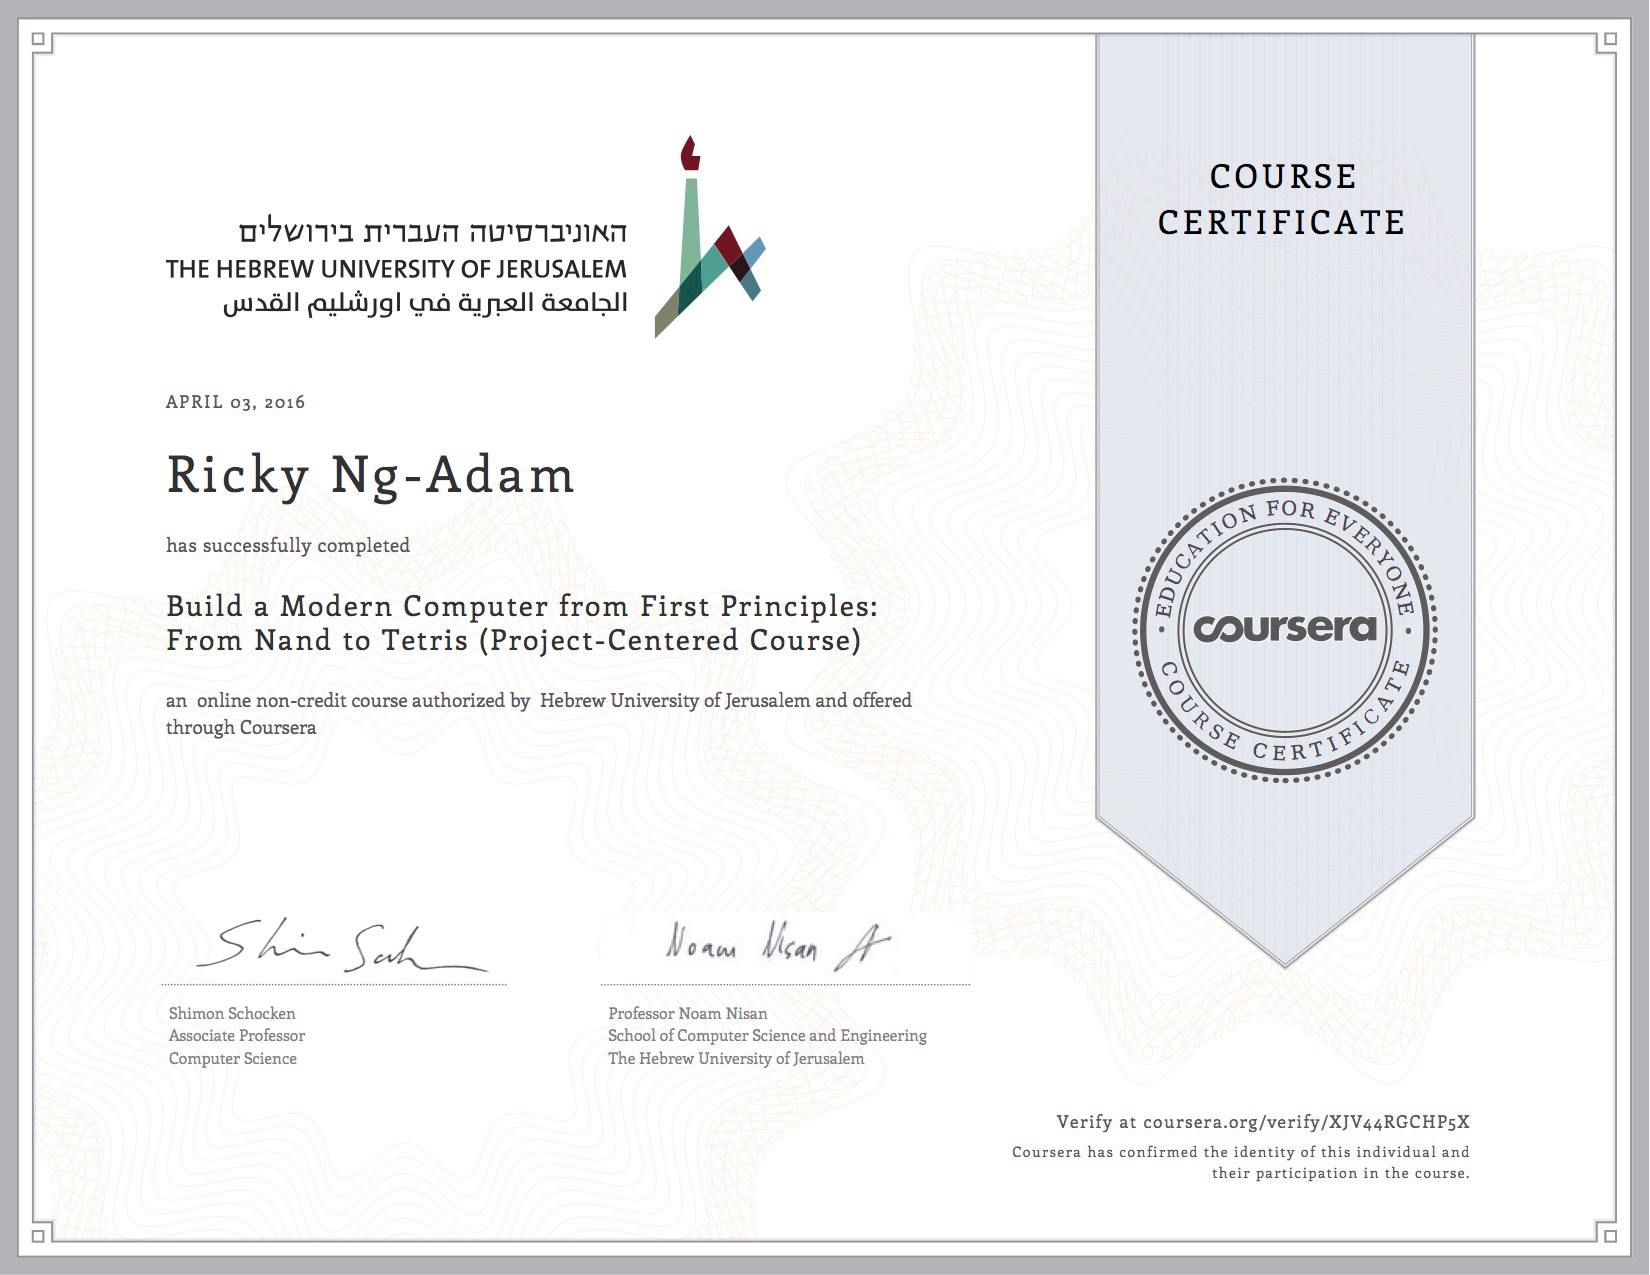 האוניברסיטה העברית בירושלים
THE HEBREW UNIVERSITY OF JERUSALEM
الجامعة العبرية في اورشليم القدس
COURSE
CERTIFICATE
APRIL 03, 2016
Ricky Ng-Adam
has successfully completed
Build a Modern Computer from First Principles:
From Nand to Tetris (Project-Centered Course)
an online non-credit course authorized by Hebrew University of Jerusalem and offered
through Coursera
EDUCATION FOR EVERYONE
coursera
COURSE CERTIFICATE
Noam Nisan
Shimon Schocken
Associate Professor
Computer Science
Professor Noam Nisan
School of Computer Science and Engineering
The Hebrew University of Jerusalem
Verify at coursera.org/verify/XJV44RGCHP5X
Coursera has confirmed the identity of this individual and
their participation in the course.